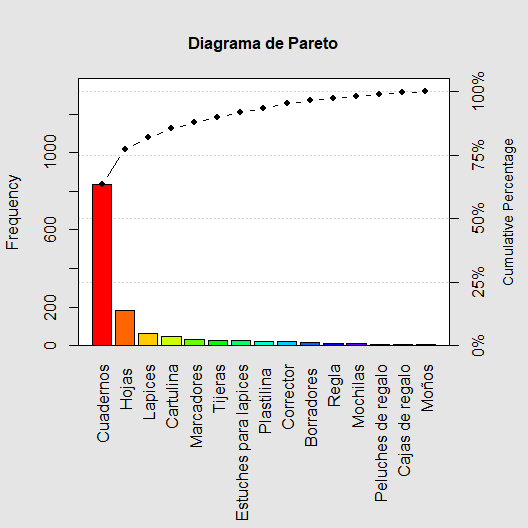 Diagrama de Pareto
Frequency
0
200
600
1000
Cumulative Percentage
0%
25%
50%
75%
100%
Cuadernos
Hojas
Lapices
Cartulina
Marcadores
Tijeras
Estuches para lapices
Plastilina
Corrector
Borradores
Regla
Mochilas
Peluches de regalo
Cajas de regalo
Moños